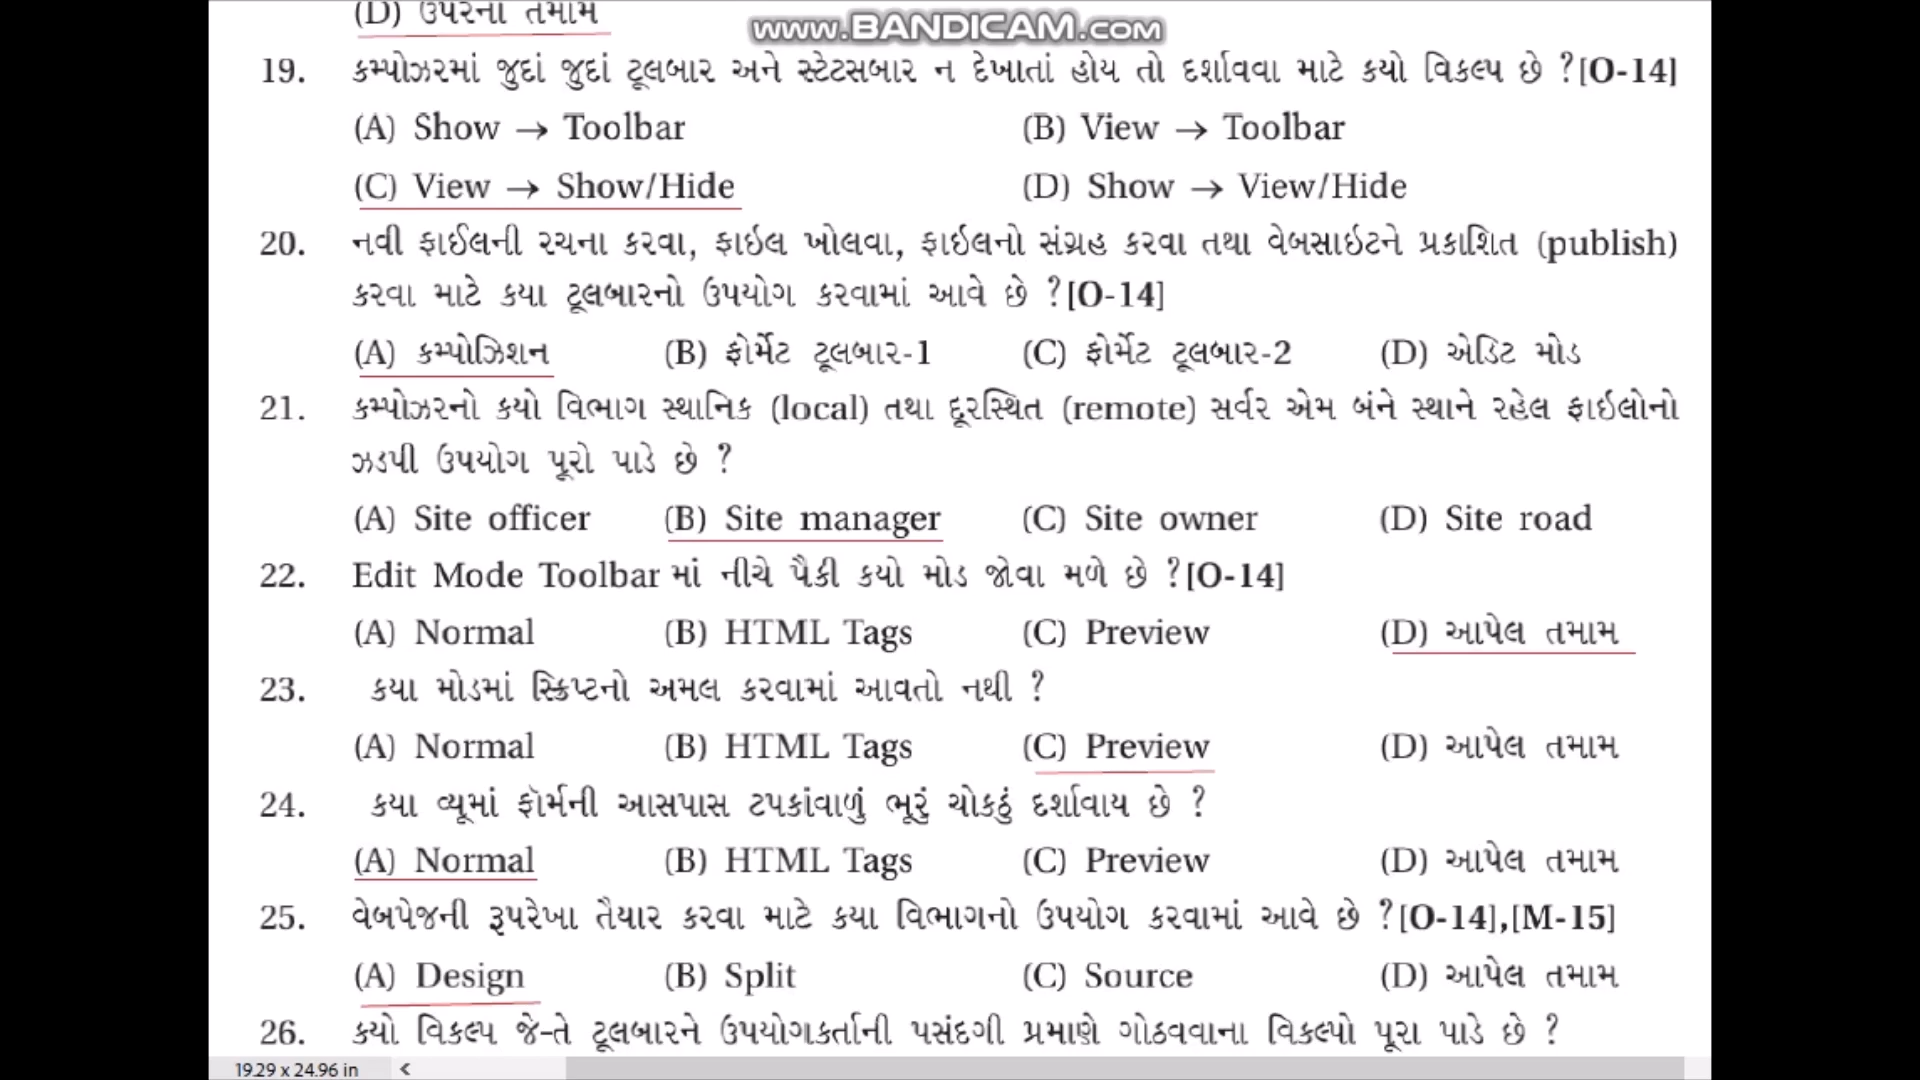 (D) ઉપરના તમામ
www.BANDICAM.com
19. કમ્પોઝરમાં જુદાં જુદાં ટૂલબાર અને સ્ટેટસબાર ન દેખાતાં હોય તો દર્શાવવા માટે કયો વિકલ્પ છે ?[O-14]
(A) Show → Toolbar (B) View → Toolbar
(C) View → Show/Hide (D) Show → View/Hide
20. નવી ફાઈલની રચના કરવા, ફાઇલ ખોલવા, ફાઇલનો સંગ્રહ કરવા તથા વેબસાઇટને પ્રકાશિત (publish)
કરવા માટે કયા ટૂલબારનો ઉપયોગ કરવામાં આવે છે ?[O-14]
(A) કમ્પોઝિશન (B) ફોર્મેટ ટૂલબાર-1 (C) ફોર્મેટ ટૂલબાર-2 (D) એડિટ મોડ
21. કમ્પોઝરનો કયો વિભાગ સ્થાનિક (local) તથા દૂરસ્થિત (remote) સર્વર એમ બંને સ્થાને રહેલ ફાઇલોનો
ઝડપી ઉપયોગ પૂરો પાડે છે ?
(A) Site officer (B) Site manager (C) Site owner (D) Site road
22. Edit Mode Toolbar માં નીચે પૈકી કયો મોડ જોવા મળે છે ?[O-14]
(A) Normal (B) HTML Tags (C) Preview (D) આપેલ તમામ
23. કયા મોડમાં સ્ક્રિપ્ટનો અમલ કરવામાં આવતો નથી ?
(A) Normal (B) HTML Tags (C) Preview (D) આપેલ તમામ
24. કયા વ્યૂમાં ફૉર્મની આસપાસ ટપકાંવાળું ભૂરું ચોકઠું દર્શાવાય છે ?
(A) Normal (B) HTML Tags (C) Preview (D) આપેલ તમામ
25. વેબપેજની રૂપરેખા તૈયાર કરવા માટે કયા વિભાગનો ઉપયોગ કરવામાં આવે છે ?[O-14],[M-15]
(A) Design (B) Split (C) Source (D) આપેલ તમામ
26. કયો વિકલ્પ જે-તે ટૂલબારને ઉપયોગકર્તાની પસંદગી પ્રમાણે ગોઠવવાના વિકલ્પો પૂરા પાડે છે ?
19.29 x 24.96 in <